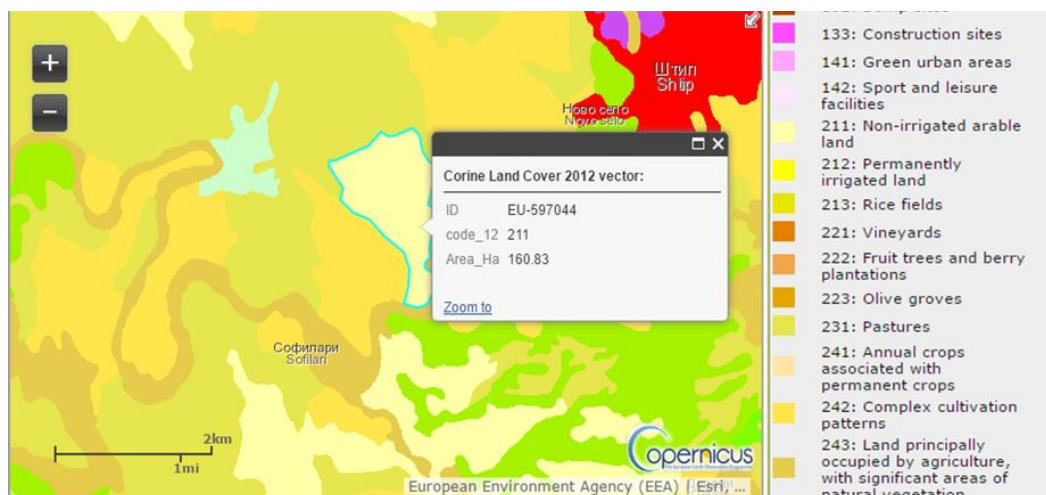 133: Construction sites
141: Green urban areas
142: Sport and leisure
facilities
211: Non-irrigated arable
land
212: Permanently
irrigated land
213: Rice fields
221: Vineyards
222: Fruit trees and berry
plantations
223: Olive groves
231: Pastures
241: Annual crops
associated with
permanent crops
242: Complex cultivation
patterns
243: Land principally
occupied by agriculture,
with significant areas of
natural vegetation
+
−
Штип
Shtip
Ново село
Novo selo
Corine Land Cover 2012 vector:
ID EU-597044
code_12 211
Area_Ha 160.83
Zoom to
Софилари
Sofilari
2km
1mi
opernicus
European Environment Agency (EEA) | Esri, ...